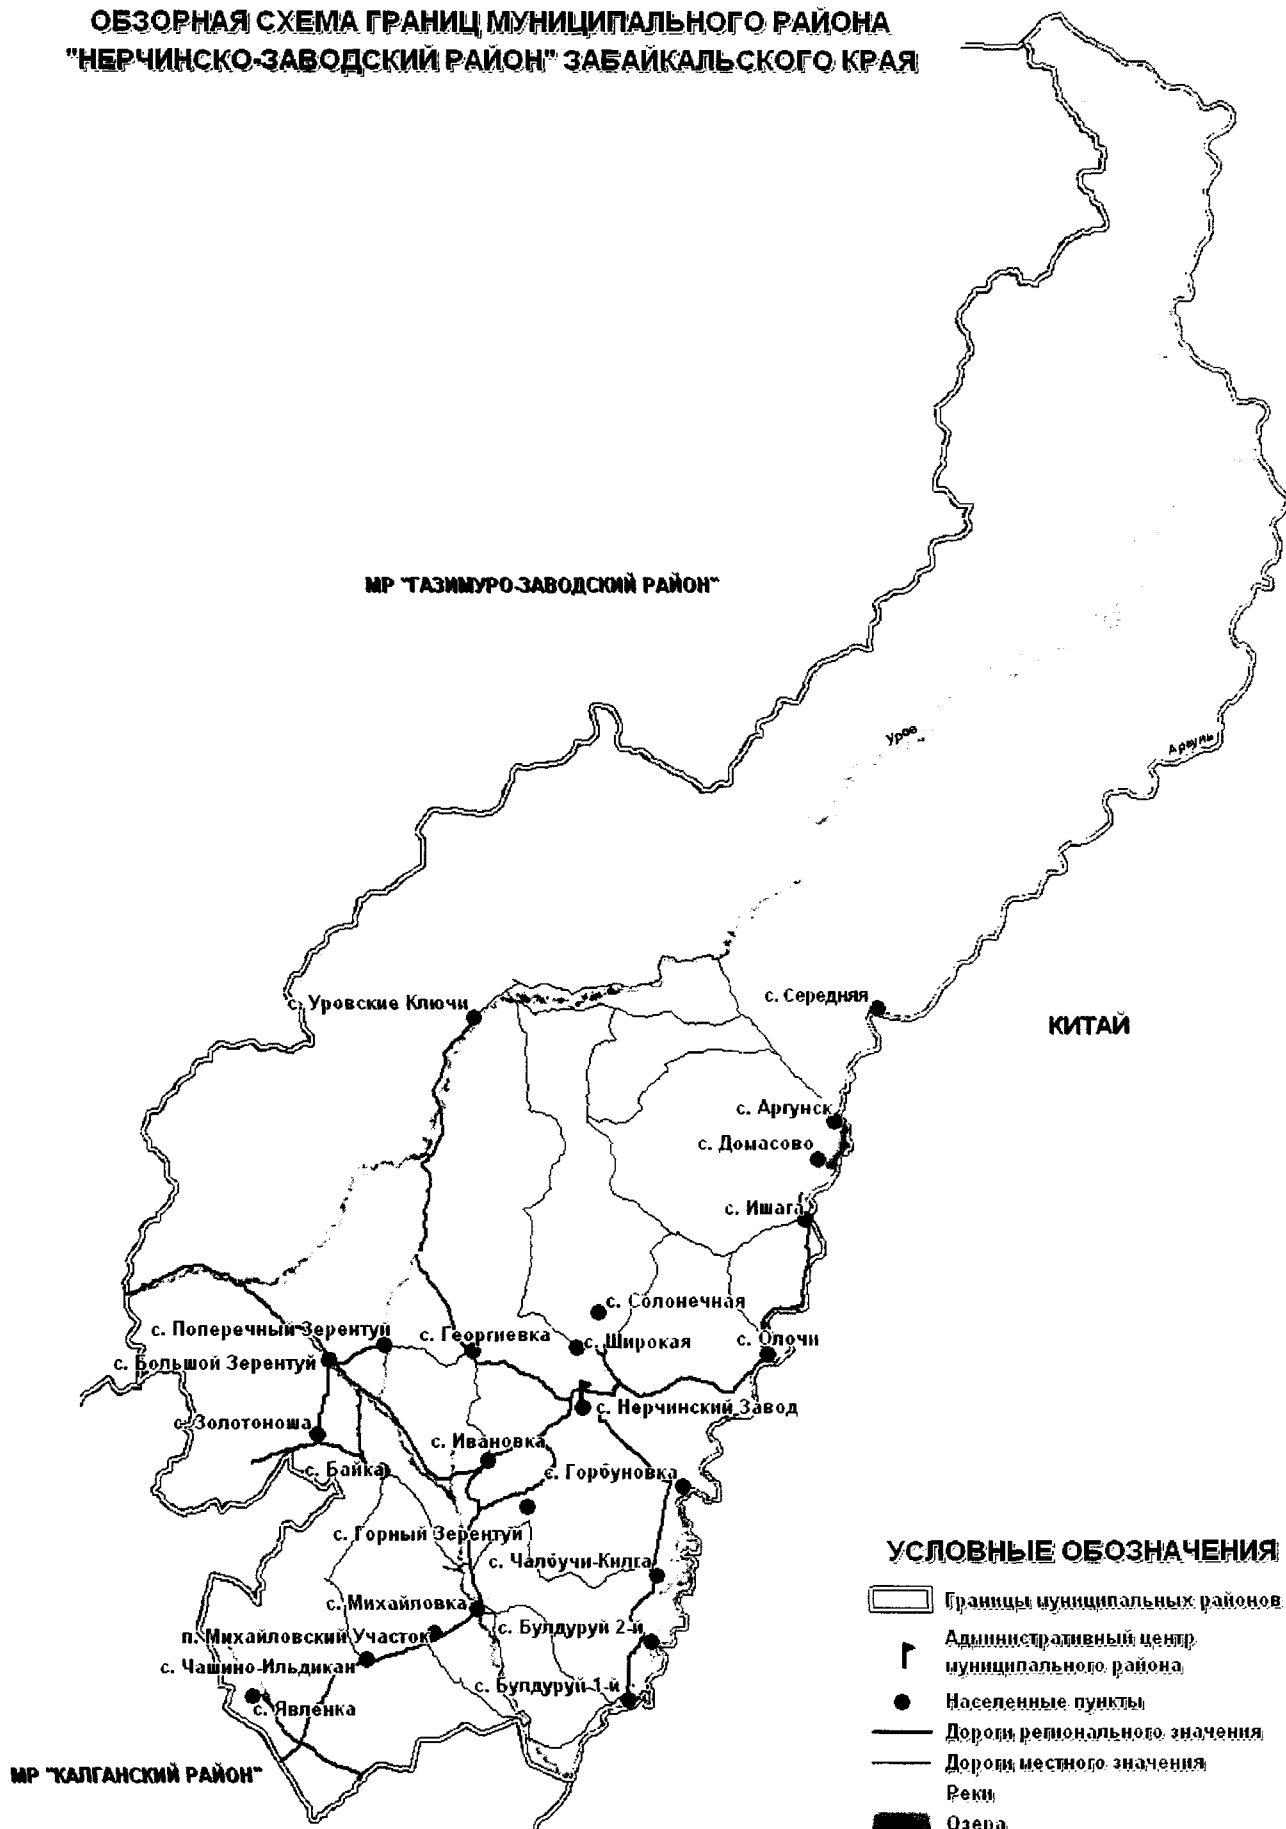 ОБЗОРНАЯ СХЕМА ГРАНИЦ МУНИЦИПАЛЬНОГО РАЙОНА
"НЕРЧИНСКО-ЗАВОДСКИЙ РАЙОН" ЗАБАЙКАЛЬСКОГО КРАЯ
МР "ГАЗИМУРО-ЗАВОДСКИЙ РАЙОН"
Уров
Аргунь
с. Середняя
с. Уровские Ключи
КИТАЙ
с. Аргунск
с. Домасово
с. Ишага
с. Солонечная
с. Поперечный Зерентуй
с. Георгиевка
с. Широкая
с. Олочи
с. Большой Зерентуй
с. Нерчинский Завод
с. Золотоноша
с. Ивановка
с. Байка
с. Горбуновка
с. Горный Зерентуй
с. Чалбучи-Килга
с. Михайловка
с. Булдуруй 2-й
п. Михайловский Участок
с. Чашино-Ильдикан
с. Булдуруй 1-й
с. Явленка
МР "КАЛГАНСКИЙ РАЙОН"
УСЛОВНЫЕ ОБОЗНАЧЕНИЯ
Границы муниципальных районов
Административный центр
муниципального района
Населенные пункты
Дороги регионального значения
Дороги местного значения
Реки
Озера